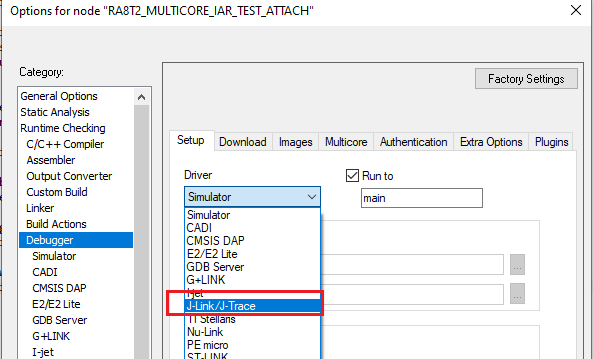 Options for node "RA8T2_MULTICORE_IAR_TEST_ATTACH"
Category:
Factory Settings
General Options
Static Analysis
Runtime Checking
C/C++ Compiler
Assembler
Output Converter
Custom Build
Linker
Build Actions
Debugger
Simulator
CADI
CMSIS DAP
E2/E2 Lite
GDB Server
G+LINK
I-jet
Setup Download Images Multicore Authentication Extra Options Plugins
Driver
Run to
Simulator
main
Simulator
CADI
CMSIS DAP
E2/E2 Lite
GDB Server
G+LINK
I-jet
J-Link/J-Trace
TI Stellaris
Nu-Link
PE micro
ST-LINK
...
...